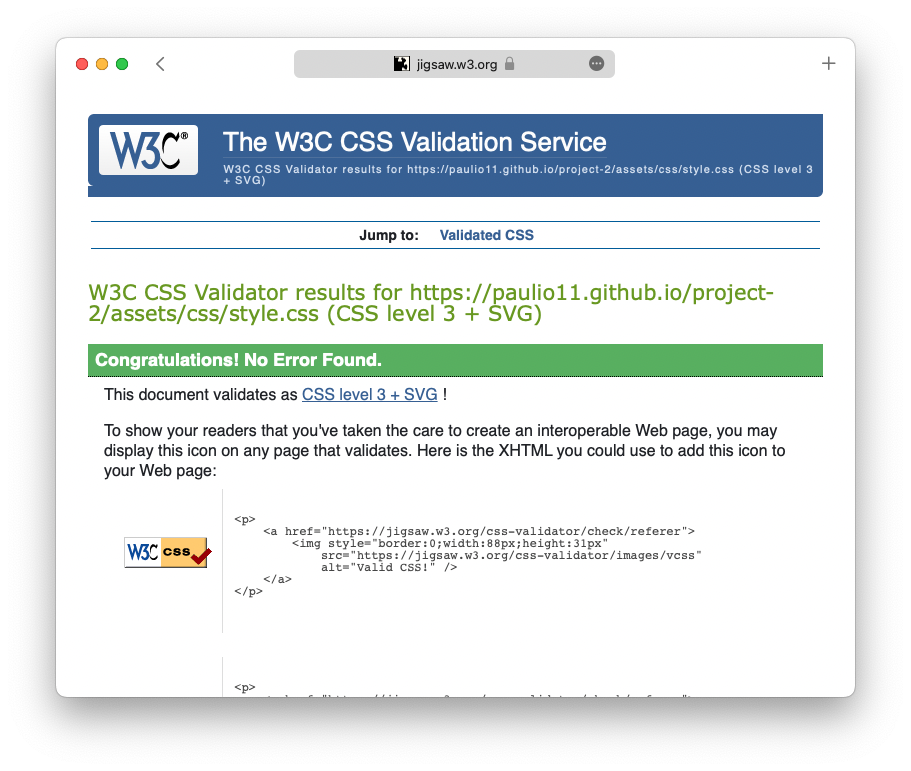 jigsaw.w3.org
W3C®
The W3C CSS Validation Service
W3C CSS Validator results for https://paulio11.github.io/project-2/assets/css/style.css (CSS level 3
+ SVG)
Jump to: Validated CSS
W3C CSS Validator results for https://paulio11.github.io/project-
2/assets/css/style.css (CSS level 3 + SVG)
Congratulations! No Error Found.
This document validates as CSS level 3 + SVG !
To show your readers that you've taken the care to create an interoperable Web page, you may
display this icon on any page that validates. Here is the XHTML you could use to add this icon to
your Web page:
W3C css
<p>
    <a href="https://jigsaw.w3.org/css-validator/check/referer">
        <img style="border:0;width:88px;height:31px"
            src="https://jigsaw.w3.org/css-validator/images/vcss"
            alt="Valid CSS!" />
    </a>
</p>
<p>